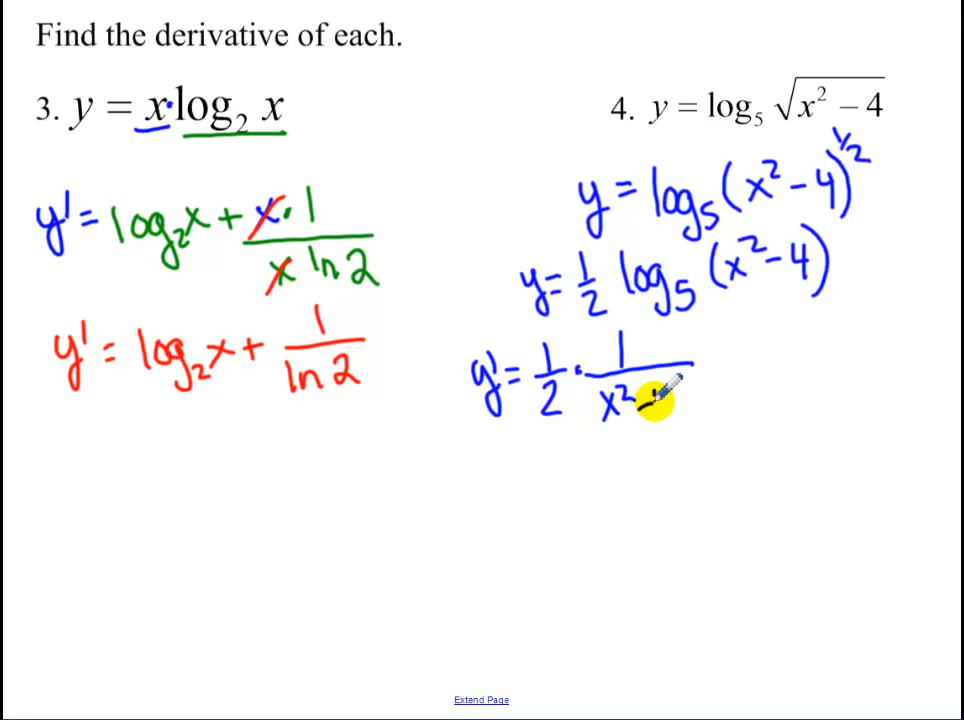 Find the derivative of each.
3. y = x·log₂ x
y' = log₂x + x·1 / x ln 2
y' = log₂x + 1 / ln 2
4. y = log₅ √(x² − 4)
y = log₅(x² − 4)^1/2
y = 1/2 log₅(x² − 4)
y' = 1/2 · 1 / x² −
Extend Page